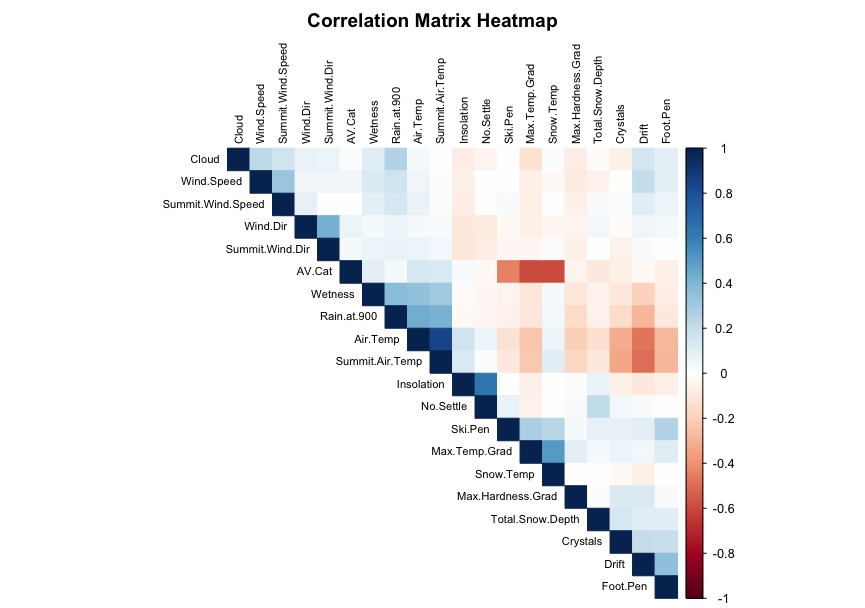 Correlation Matrix Heatmap
Cloud
Wind.Speed
Summit.Wind.Speed
Wind.Dir
Summit.Wind.Dir
AV.Cat
Wetness
Rain.at.900
Air.Temp
Summit.Air.Temp
Insolation
No.Settle
Ski.Pen
Max.Temp.Grad
Snow.Temp
Max.Hardness.Grad
Total.Snow.Depth
Crystals
Drift
Foot.Pen
Cloud
Wind.Speed
Summit.Wind.Speed
Wind.Dir
Summit.Wind.Dir
AV.Cat
Wetness
Rain.at.900
Air.Temp
Summit.Air.Temp
Insolation
No.Settle
Ski.Pen
Max.Temp.Grad
Snow.Temp
Max.Hardness.Grad
Total.Snow.Depth
Crystals
Drift
Foot.Pen
1
0.8
0.6
0.4
0.2
0
-0.2
-0.4
-0.6
-0.8
-1